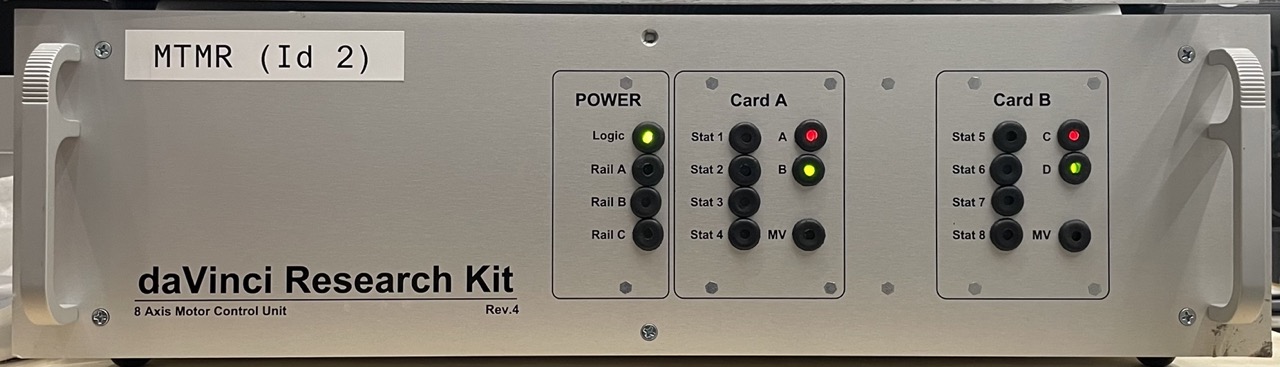 MTMR (Id 2)
POWER
Logic
Rail A
Rail B
Rail C
Card A
Stat 1 A
Stat 2 B
Stat 3
Stat 4 MV
Card B
Stat 5 C
Stat 6 D
Stat 7
Stat 8 MV
daVinci Research Kit
8 Axis Motor Control Unit Rev.4